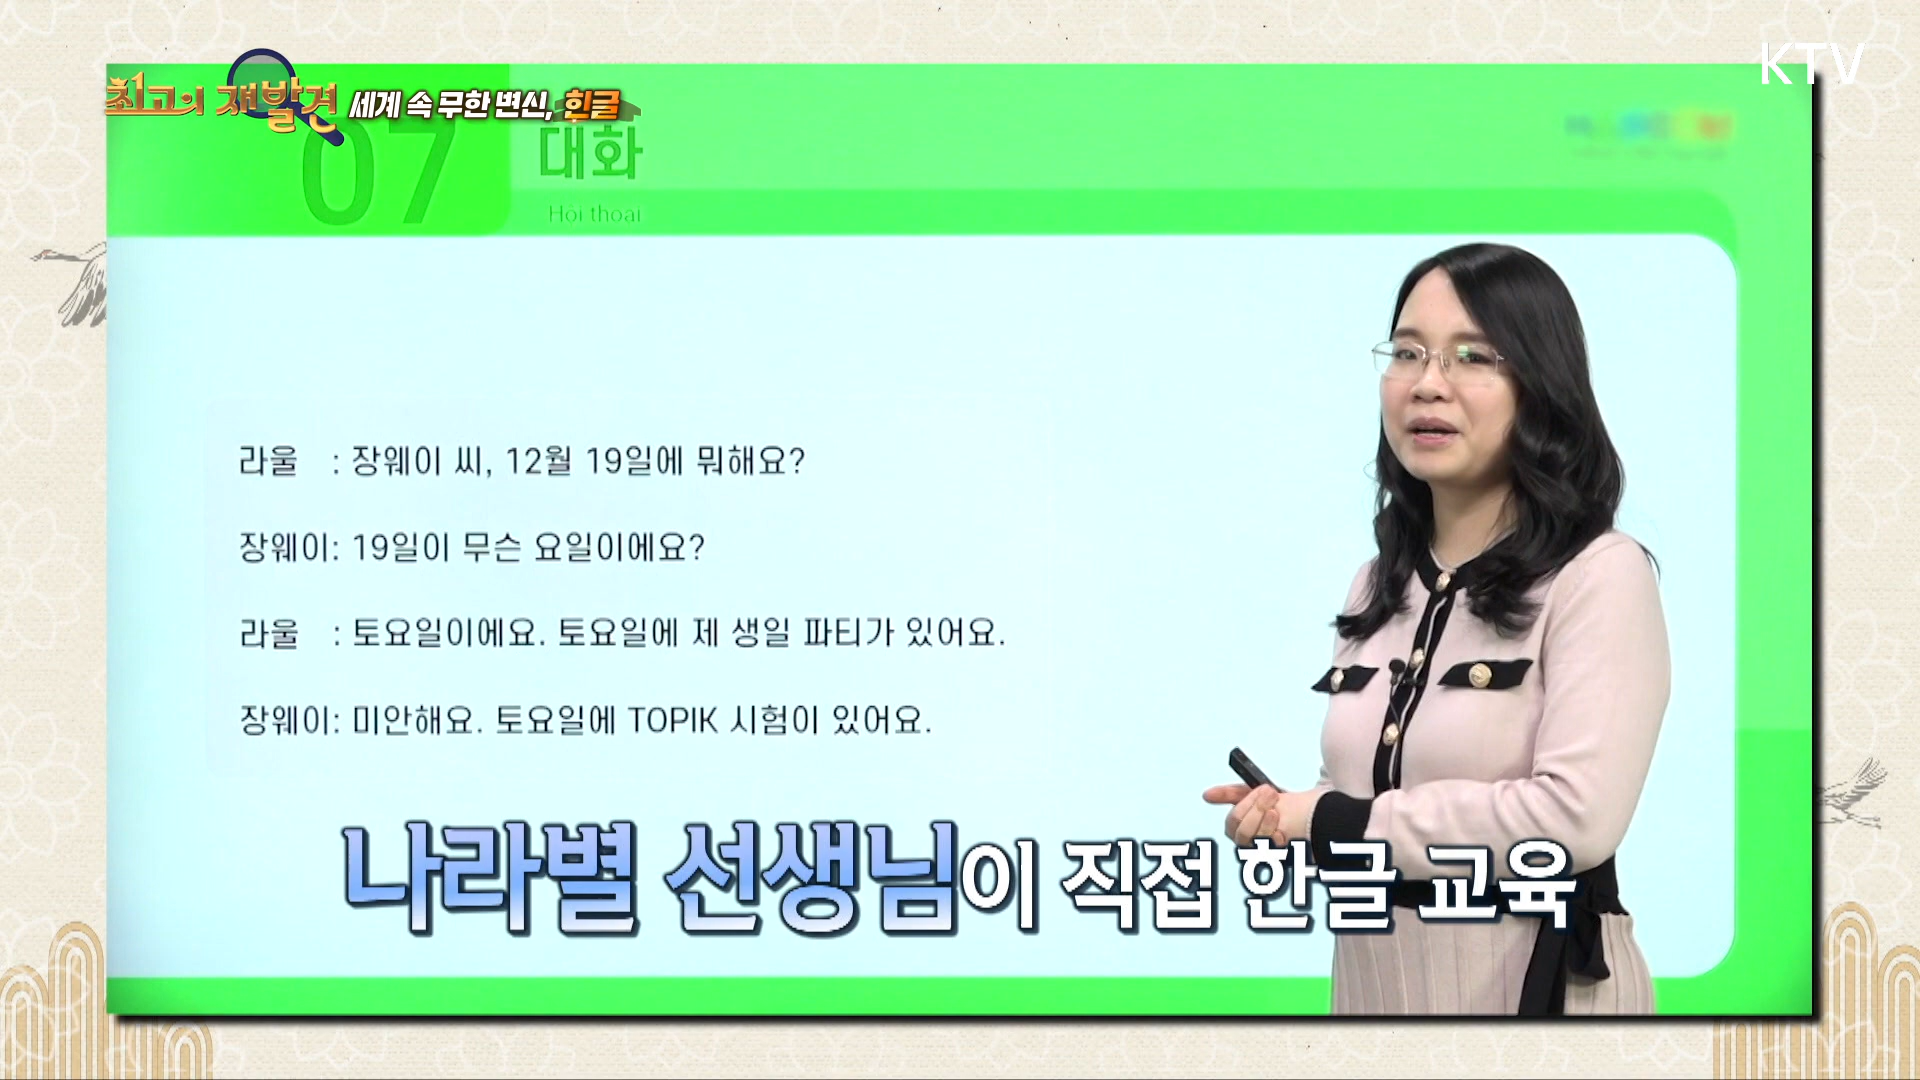 KTV
최고의 재발견 세계 속 무한 변신, 한글
07 대화
Hội thoại
라울 : 장웨이 씨, 12월 19일에 뭐해요?
장웨이: 19일이 무슨 요일이에요?
라울 : 토요일이에요. 토요일에 제 생일 파티가 있어요.
장웨이: 미안해요. 토요일에 TOPIK 시험이 있어요.
나라별 선생님이 직접 한글 교육